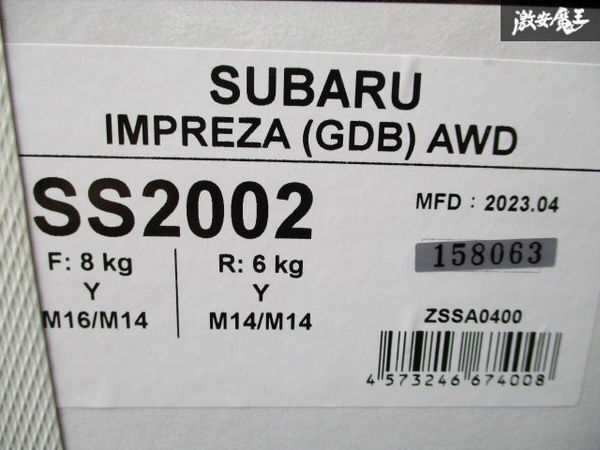 激安魔王
SUBARU
IMPREZA (GDB) AWD
SS2002
MFD : 2023.04
158063
F: 8 kg
Y
M16/M14
R: 6 kg
Y
M14/M14
ZSSA0400
4 573246 674008